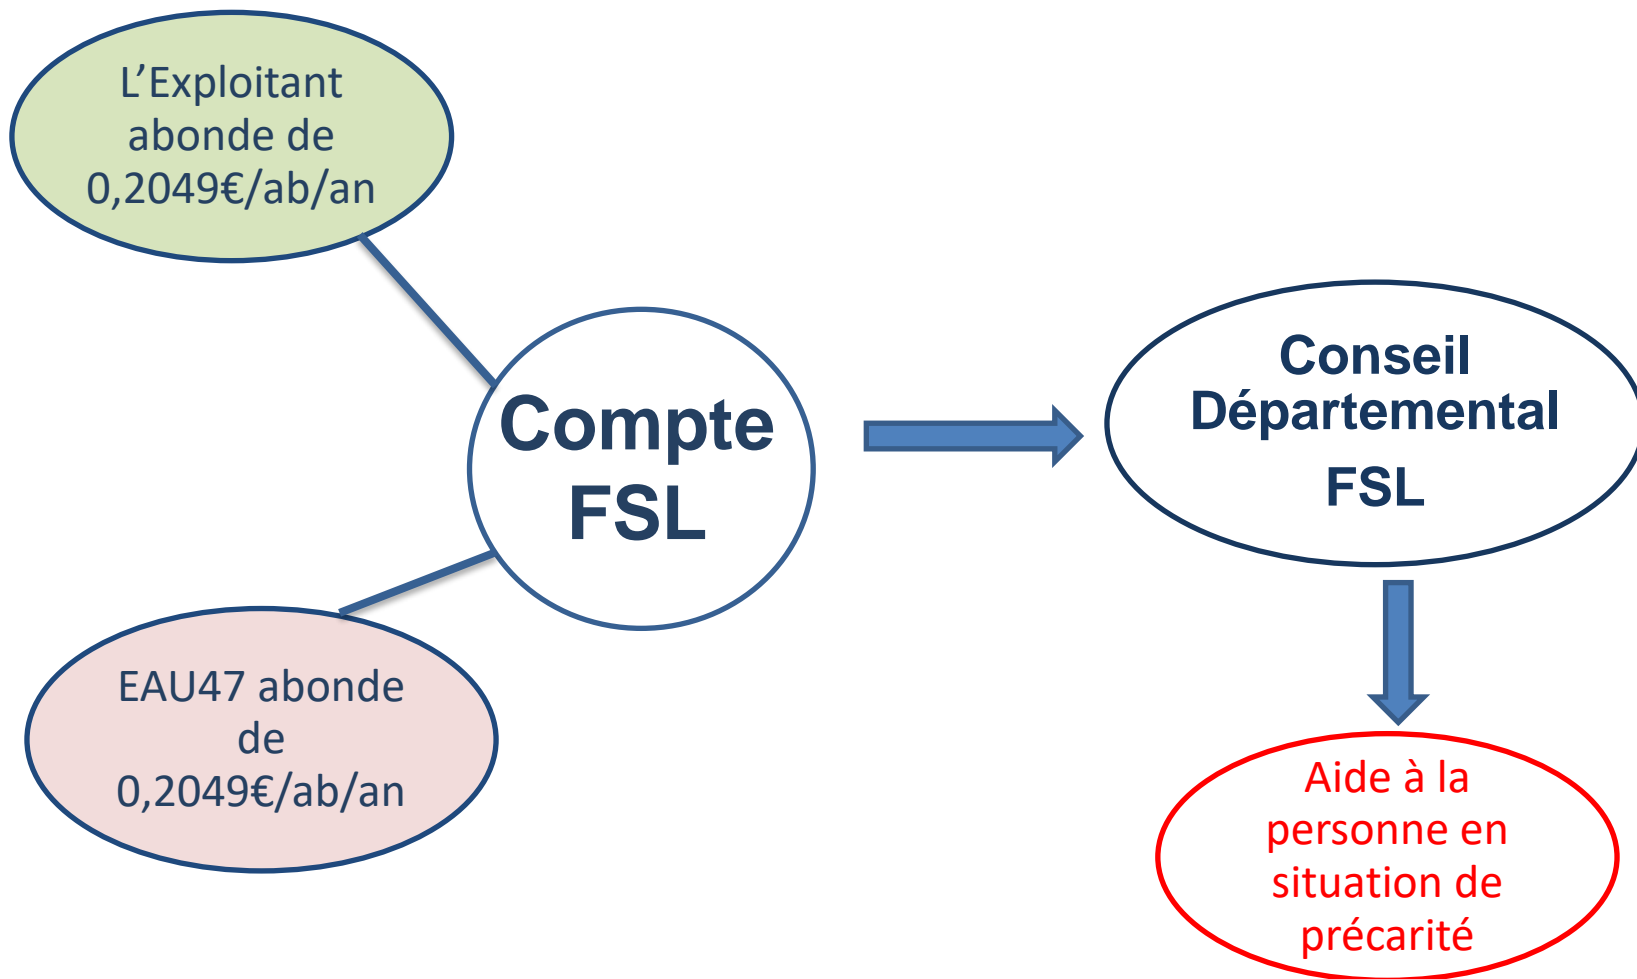 L’Exploitant
abonde de
0,2049€/ab/an
Compte
FSL
EAU47 abonde
de
0,2049€/ab/an
Conseil
Départemental
FSL
Aide à la
personne en
situation de
précarité